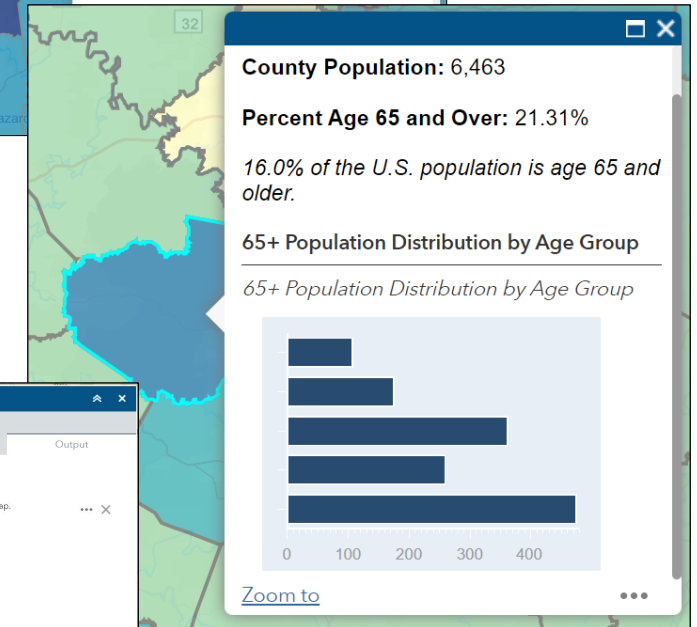 32
County Population: 6,463
Percent Age 65 and Over: 21.31%
16.0% of the U.S. population is age 65 and
older.
65+ Population Distribution by Age Group
65+ Population Distribution by Age Group
0 100 200 300 400
Zoom to
Output